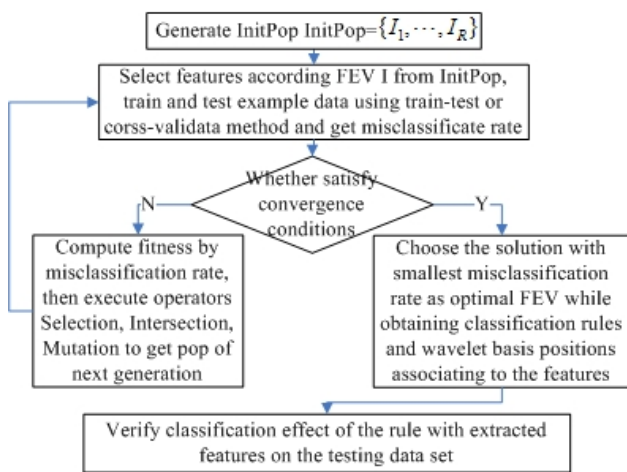 Generate InitPop InitPop={I₁,⋯,I_R}
Select features according FEV I from InitPop,
train and test example data using train-test or
corss-validata method and get misclassificate rate
Whether satisfy
convergence
conditions
N
Y
Compute fitness by
misclassification rate,
then execute operators
Selection, Intersection,
Mutation to get pop of
next generation
Choose the solution with
smallest misclassification
rate as optimal FEV while
obtaining classification rules
and wavelet basis positions
associating to the features
Verify classification effect of the rule with extracted
features on the testing data set